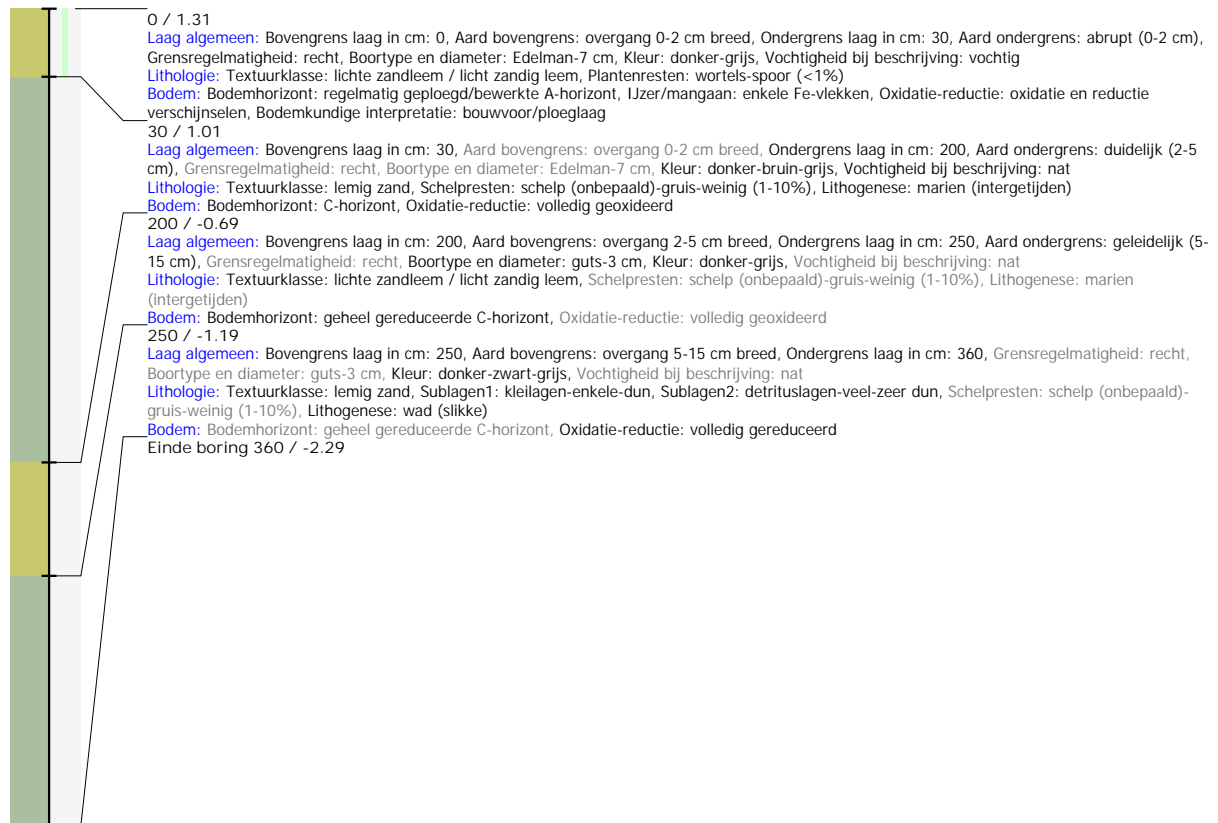 0 / 1.31
Laag algemeen: Bovengrens laag in cm: 0, Aard bovengrens: overgang 0-2 cm breed, Ondergrens laag in cm: 30, Aard ondergrens: abrupt (0-2 cm),
Grensregelmatigheid: recht, Boortype en diameter: Edelman-7 cm, Kleur: donker-grijs, Vochtigheid bij beschrijving: vochtig
Lithologie: Textuurklasse: lichte zandleem / licht zandig leem, Plantenresten: wortels-spoor (<1%)
Bodem: Bodemhorizont: regelmatig geploegd/bewerkte A-horizont, IJzer/mangaan: enkele Fe-vlekken, Oxidatie-reductie: oxidatie en reductie
verschijnselen, Bodemkundige interpretatie: bouwvoor/ploeglaag
30 / 1.01
Laag algemeen: Bovengrens laag in cm: 30, Aard bovengrens: overgang 0-2 cm breed, Ondergrens laag in cm: 200, Aard ondergrens: duidelijk (2-5
cm), Grensregelmatigheid: recht, Boortype en diameter: Edelman-7 cm, Kleur: donker-bruin-grijs, Vochtigheid bij beschrijving: nat
Lithologie: Textuurklasse: lemig zand, Schelpresten: schelp (onbepaald)-gruis-weinig (1-10%), Lithogenese: marien (intergetijden)
Bodem: Bodemhorizont: C-horizont, Oxidatie-reductie: volledig geoxideerd
200 / -0.69
Laag algemeen: Bovengrens laag in cm: 200, Aard bovengrens: overgang 2-5 cm breed, Ondergrens laag in cm: 250, Aard ondergrens: geleidelijk (5-
15 cm), Grensregelmatigheid: recht, Boortype en diameter: guts-3 cm, Kleur: donker-grijs, Vochtigheid bij beschrijving: nat
Lithologie: Textuurklasse: lichte zandleem / licht zandig leem, Schelpresten: schelp (onbepaald)-gruis-weinig (1-10%), Lithogenese: marien
(intergetijden)
Bodem: Bodemhorizont: geheel gereduceerde C-horizont, Oxidatie-reductie: volledig geoxideerd
250 / -1.19
Laag algemeen: Bovengrens laag in cm: 250, Aard bovengrens: overgang 5-15 cm breed, Ondergrens laag in cm: 360, Grensregelmatigheid: recht,
Boortype en diameter: guts-3 cm, Kleur: donker-zwart-grijs, Vochtigheid bij beschrijving: nat
Lithologie: Textuurklasse: lemig zand, Sublagen1: kleilagen-enkele-dun, Sublagen2: detrituslagen-veel-zeer dun, Schelpresten: schelp (onbepaald)-
gruis-weinig (1-10%), Lithogenese: wad (slikke)
Bodem: Bodemhorizont: geheel gereduceerde C-horizont, Oxidatie-reductie: volledig gereduceerd
Einde boring 360 / -2.29